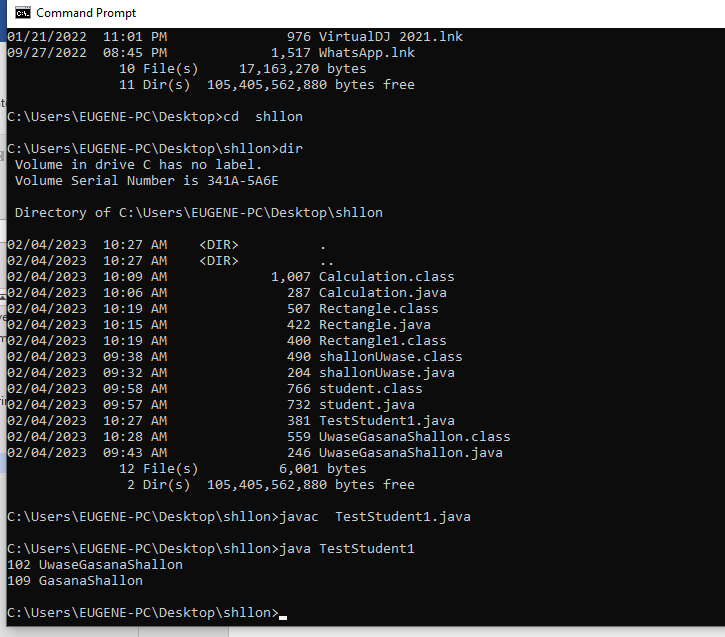 Command Prompt
01/21/2022  11:01 PM               976 VirtualDJ 2021.lnk
09/27/2022  08:45 PM             1,517 WhatsApp.lnk
              10 File(s)     17,163,270 bytes
              11 Dir(s)  105,405,562,880 bytes free
C:\Users\EUGENE-PC\Desktop>cd  shllon
C:\Users\EUGENE-PC\Desktop\shllon>dir
 Volume in drive C has no label.
 Volume Serial Number is 341A-5A6E
 Directory of C:\Users\EUGENE-PC\Desktop\shllon
02/04/2023  10:27 AM    <DIR>          .
02/04/2023  10:27 AM    <DIR>          ..
02/04/2023  10:09 AM             1,007 Calculation.class
02/04/2023  10:06 AM               287 Calculation.java
02/04/2023  10:19 AM               507 Rectangle.class
02/04/2023  10:15 AM               422 Rectangle.java
02/04/2023  10:19 AM               400 Rectangle1.class
02/04/2023  09:38 AM               490 shallonUwase.class
02/04/2023  09:32 AM               204 shallonUwase.java
02/04/2023  09:58 AM               766 student.class
02/04/2023  09:57 AM               732 student.java
02/04/2023  10:27 AM               381 TestStudent1.java
02/04/2023  10:28 AM               559 UwaseGasanaShallon.class
02/04/2023  09:43 AM               246 UwaseGasanaShallon.java
              12 File(s)          6,001 bytes
               2 Dir(s)  105,405,562,880 bytes free
C:\Users\EUGENE-PC\Desktop\shllon>javac  TestStudent1.java
C:\Users\EUGENE-PC\Desktop\shllon>java TestStudent1
102 UwaseGasanaShallon
109 GasanaShallon
C:\Users\EUGENE-PC\Desktop\shllon>